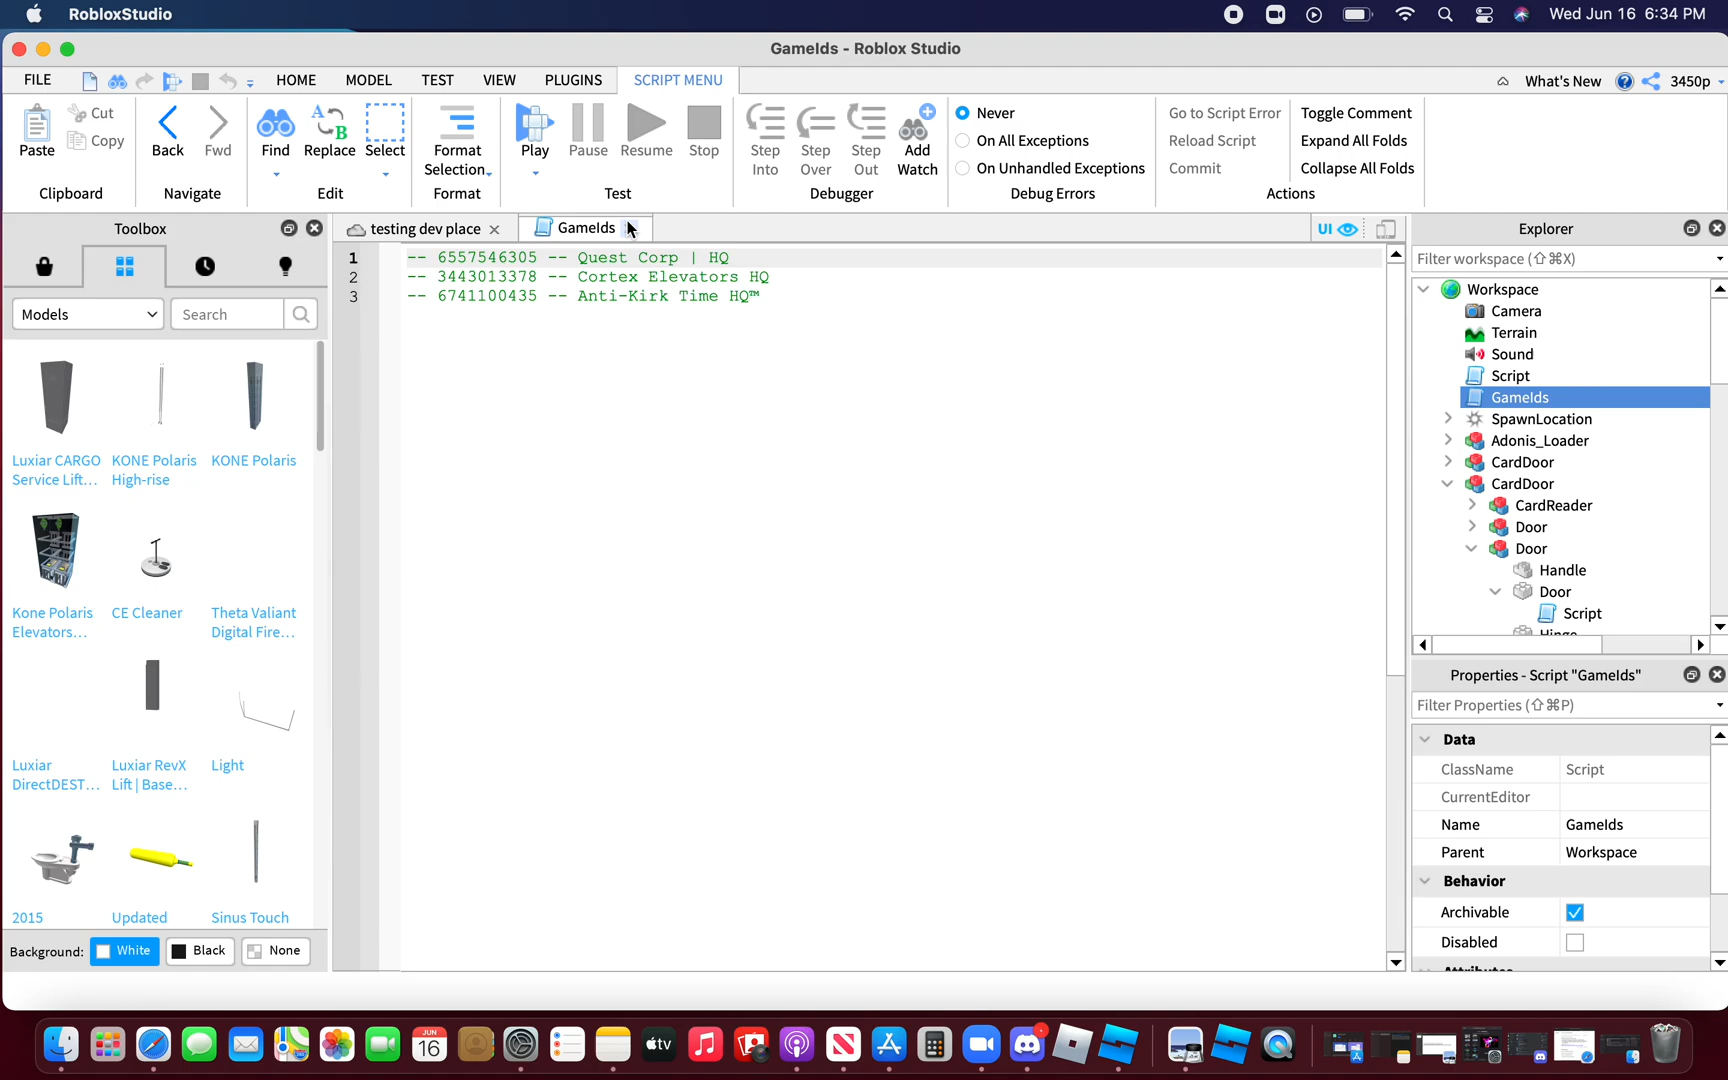 RobloxStudio
Wed Jun 16 6:34 PM
GameIds - Roblox Studio
FILE HOME MODEL TEST VIEW PLUGINS SCRIPT MENU
What's New 3450p
Paste Cut Copy
Clipboard
Back Fwd
Navigate
Find Replace Select
Edit
Format Selection
Format
Play Pause Resume Stop
Test
Step Into Step Over Step Out Add Watch
Debugger
Never
On All Exceptions
On Unhandled Exceptions
Debug Errors
Go to Script Error
Reload Script
Commit
Toggle Comment
Expand All Folds
Collapse All Folds
Actions
Toolbox
Models Search
Luxiar CARGO Service Lift...
KONE Polaris High-rise
KONE Polaris
Kone Polaris Elevators...
CE Cleaner
Theta Valiant Digital Fire...
Luxiar DirectDEST...
Luxiar RevX Lift | Base...
Light
2015
Updated
Sinus Touch
Background: White Black None
testing dev place
GameIds
UI
1 -- 6557546305 -- Quest Corp | HQ
2 -- 3443013378 -- Cortex Elevators HQ
3 -- 6741100435 -- Anti-Kirk Time HQ™
Explorer
Filter workspace (⇧⌘X)
Workspace
Camera
Terrain
Sound
Script
GameIds
SpawnLocation
Adonis_Loader
CardDoor
CardDoor
CardReader
Door
Door
Handle
Door
Script
Hinge
Properties - Script "GameIds"
Filter Properties (⇧⌘P)
Data
ClassName Script
CurrentEditor
Name GameIds
Parent Workspace
Behavior
Archivable
Disabled
Attributes
JUN
16
tv